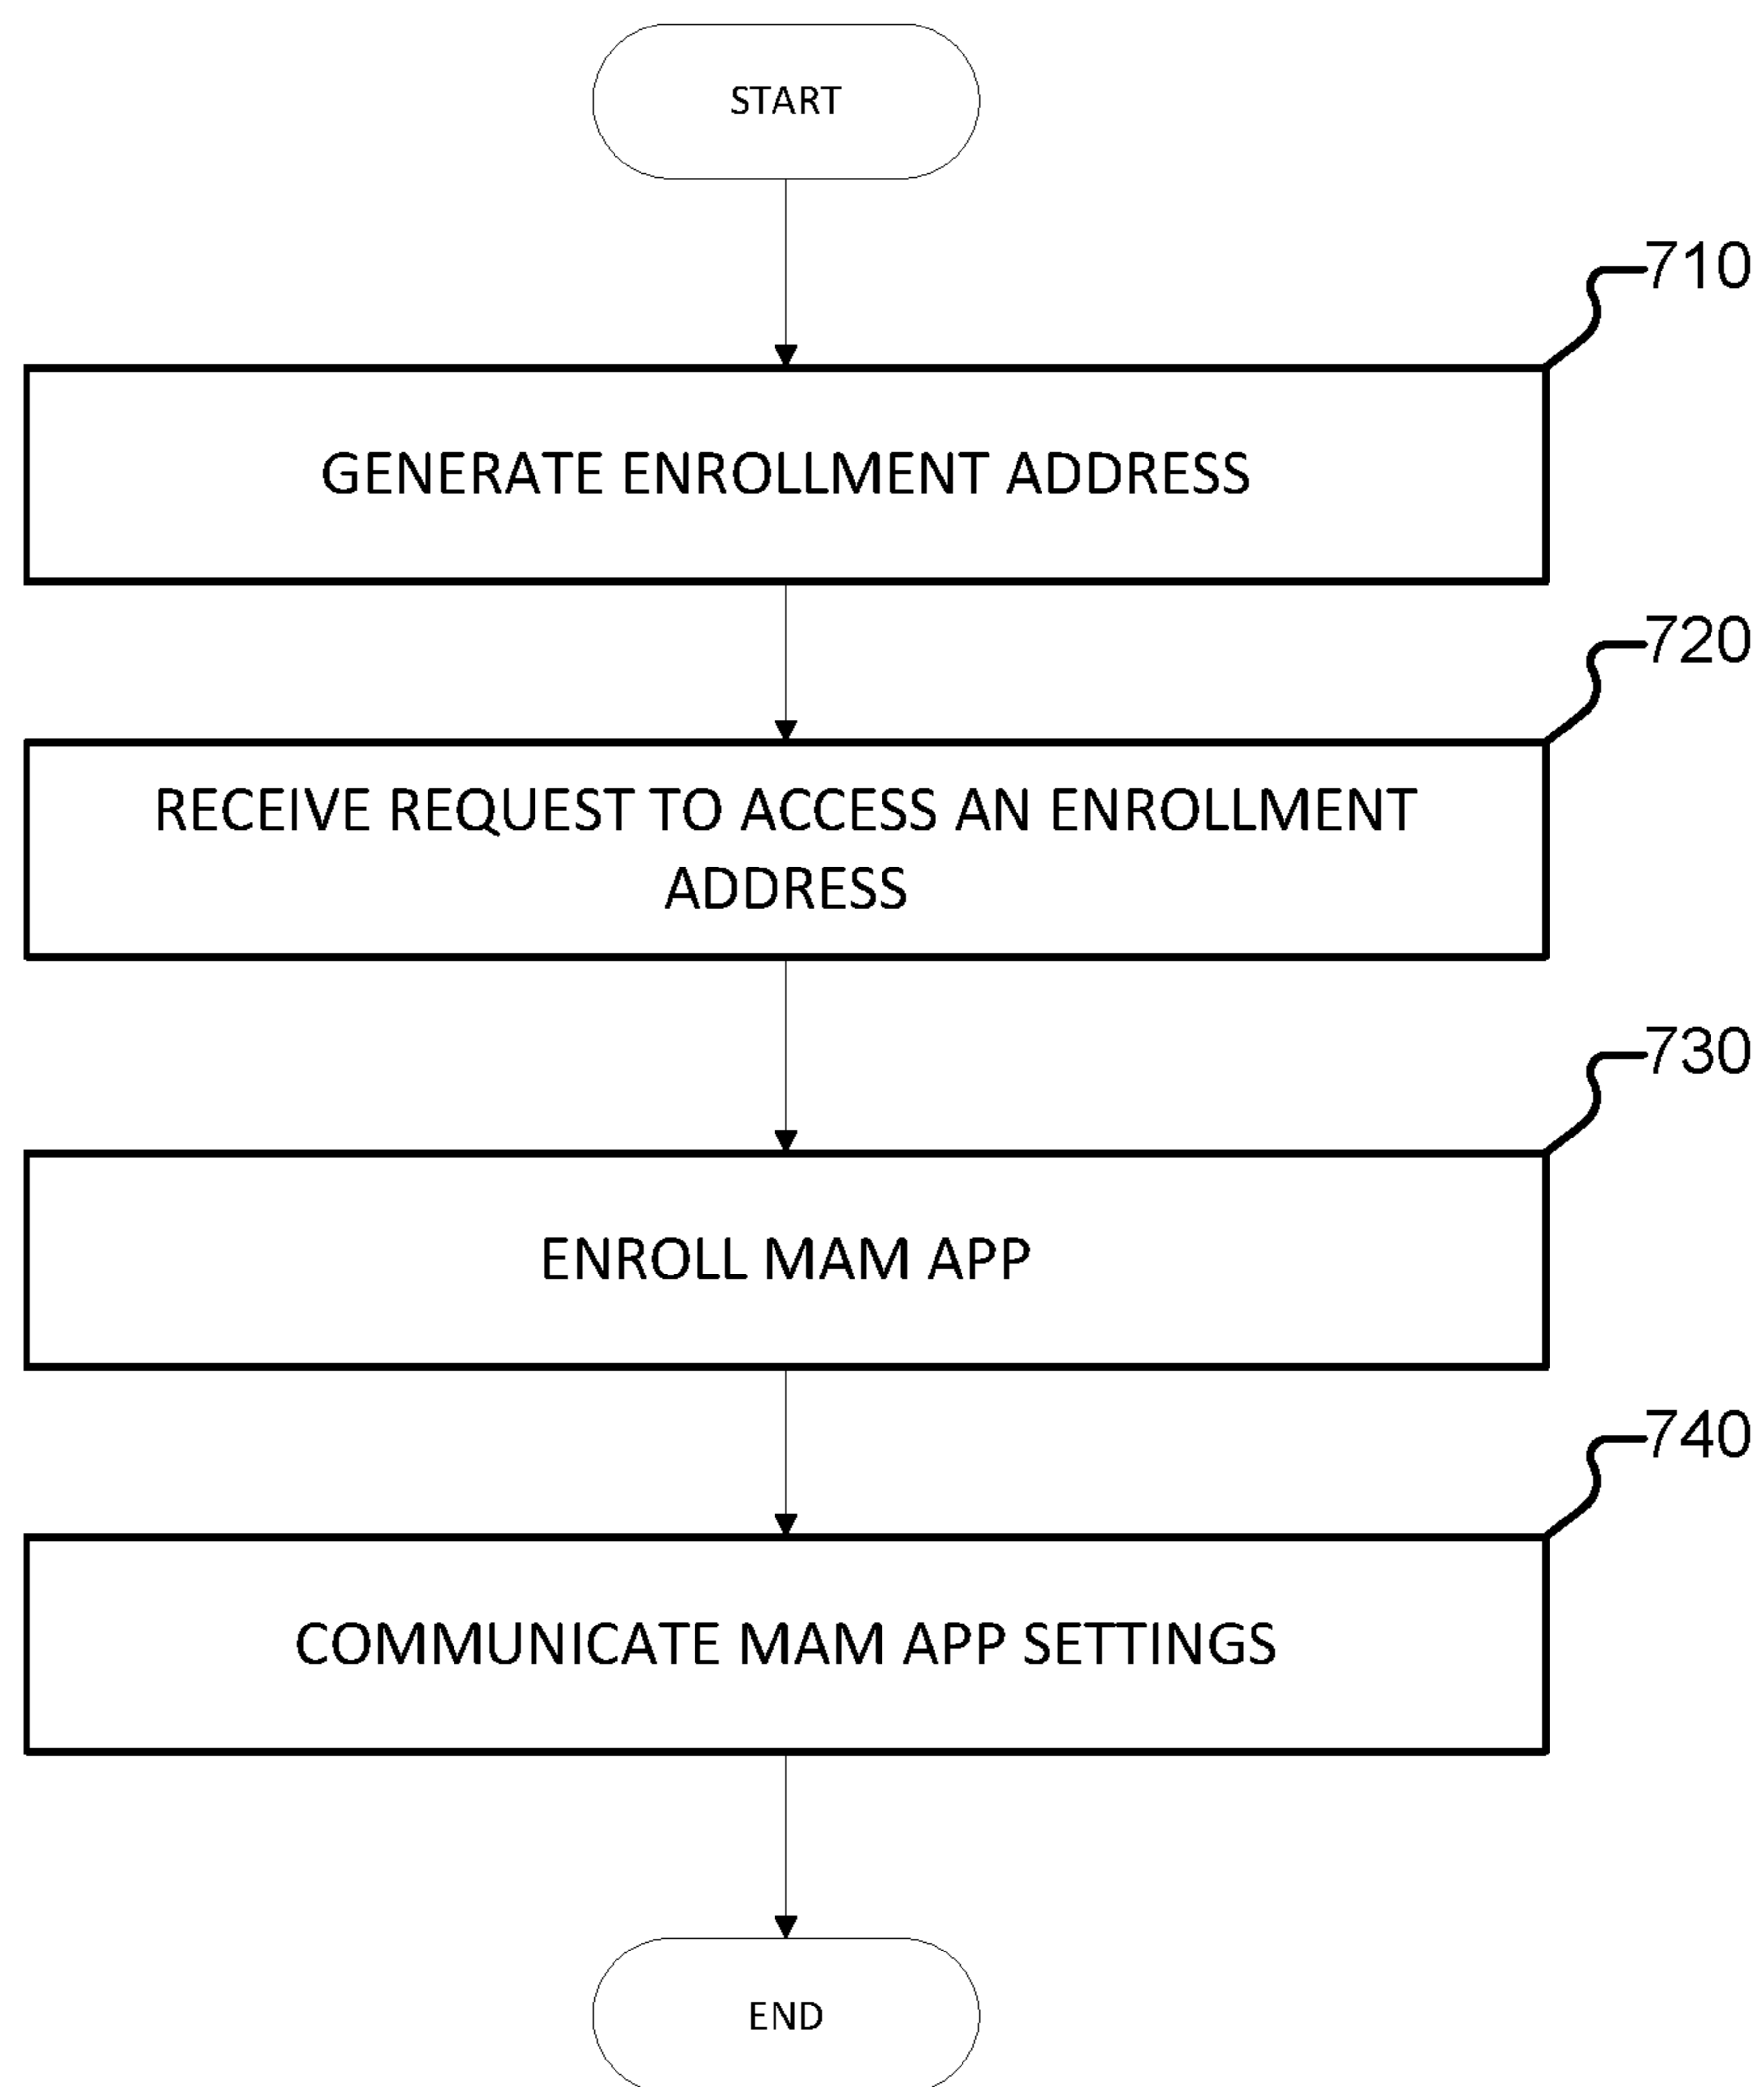 START
710
GENERATE ENROLLMENT ADDRESS
720
RECEIVE REQUEST TO ACCESS AN ENROLLMENT
ADDRESS
730
ENROLL MAM APP
740
COMMUNICATE MAM APP SETTINGS
END